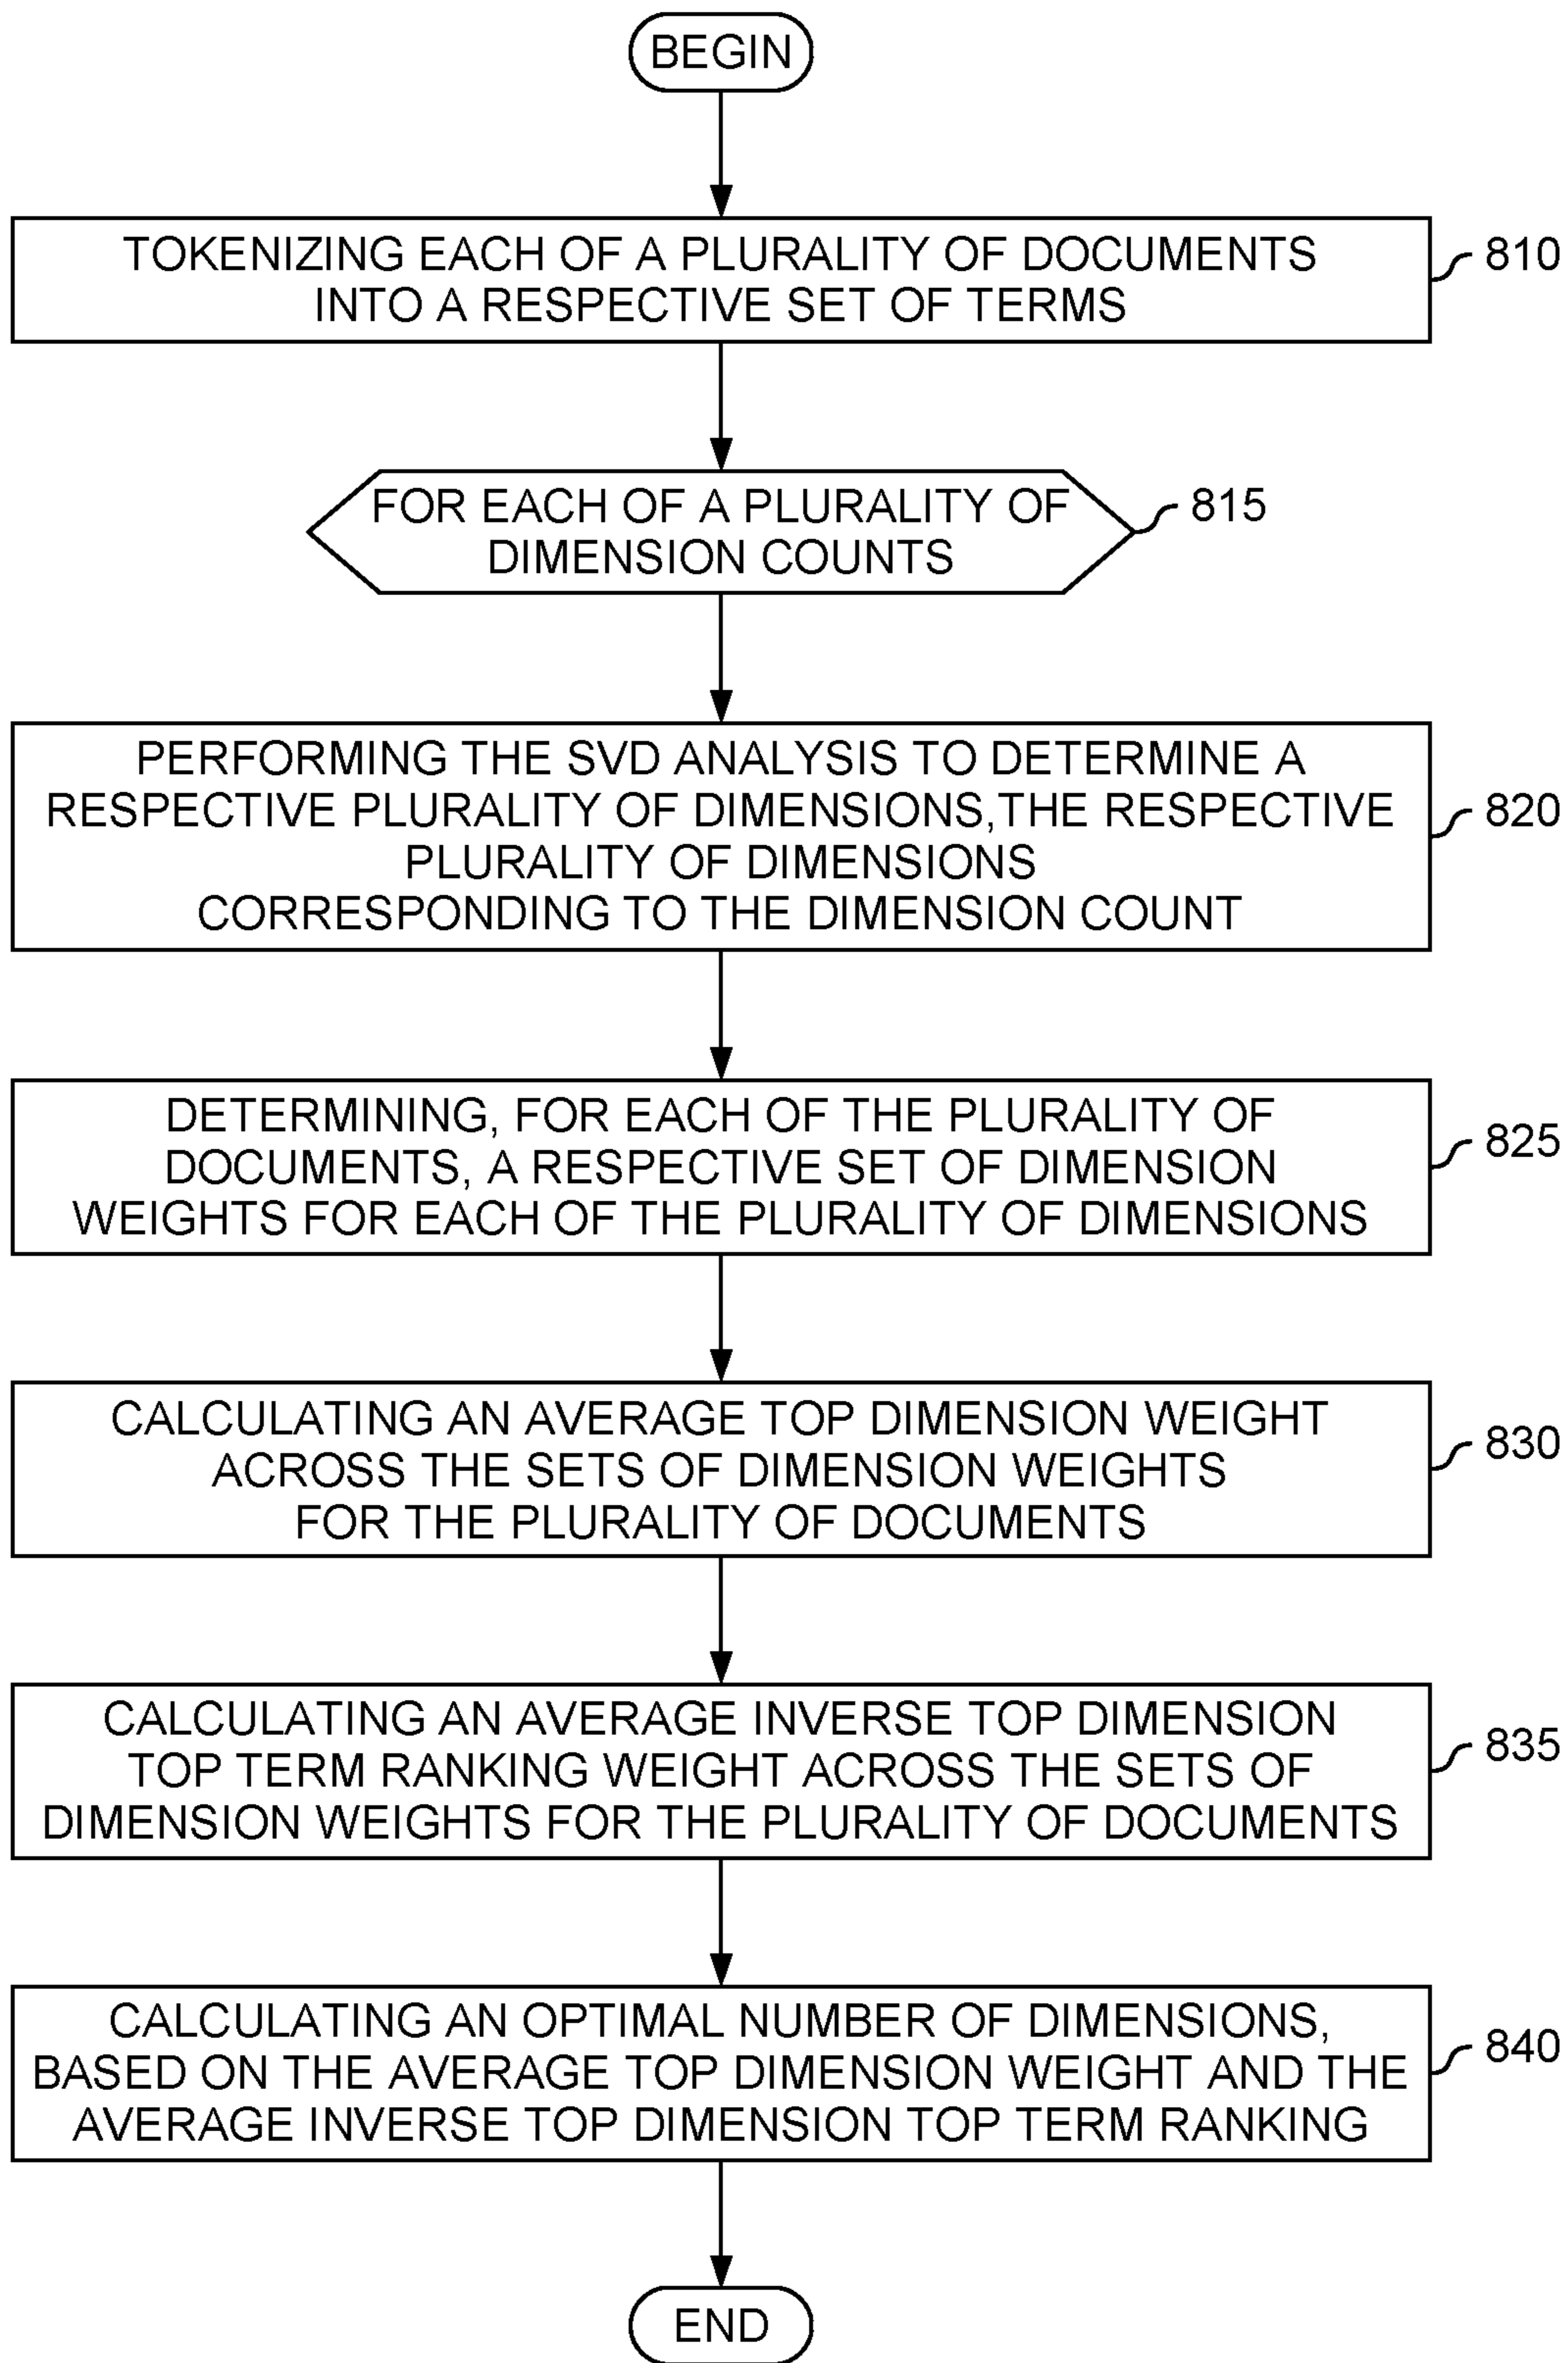 BEGIN
TOKENIZING EACH OF A PLURALITY OF DOCUMENTS
INTO A RESPECTIVE SET OF TERMS
810
FOR EACH OF A PLURALITY OF
DIMENSION COUNTS
815
PERFORMING THE SVD ANALYSIS TO DETERMINE A
RESPECTIVE PLURALITY OF DIMENSIONS,THE RESPECTIVE
PLURALITY OF DIMENSIONS
CORRESPONDING TO THE DIMENSION COUNT
820
DETERMINING, FOR EACH OF THE PLURALITY OF
DOCUMENTS, A RESPECTIVE SET OF DIMENSION
WEIGHTS FOR EACH OF THE PLURALITY OF DIMENSIONS
825
CALCULATING AN AVERAGE TOP DIMENSION WEIGHT
ACROSS THE SETS OF DIMENSION WEIGHTS
FOR THE PLURALITY OF DOCUMENTS
830
CALCULATING AN AVERAGE INVERSE TOP DIMENSION
TOP TERM RANKING WEIGHT ACROSS THE SETS OF
DIMENSION WEIGHTS FOR THE PLURALITY OF DOCUMENTS
835
CALCULATING AN OPTIMAL NUMBER OF DIMENSIONS,
BASED ON THE AVERAGE TOP DIMENSION WEIGHT AND THE
AVERAGE INVERSE TOP DIMENSION TOP TERM RANKING
840
END